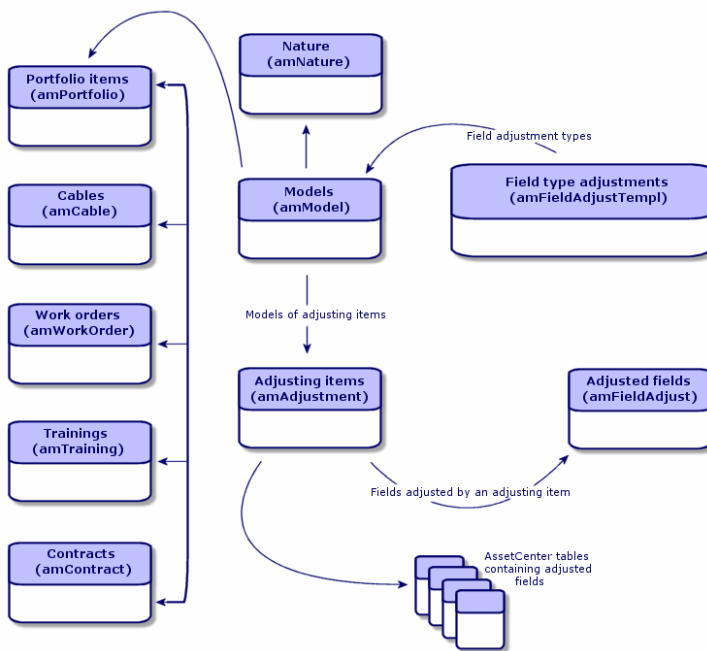 Nature
(amNature)
Portfolio items
(amPortfolio)
Field adjustment types
Cables
(amCable)
Models
(amModel)
Field type adjustments
(amFieldAdjustTempl)
Work orders
(amWorkOrder)
Models of adjusting items
Adjusting items
(amAdjustment)
Adjusted fields
(amFieldAdjust)
Trainings
(amTraining)
Fields adjusted by an adjusting item
Contracts
(amContract)
AssetCenter tables
containing adjusted
fields